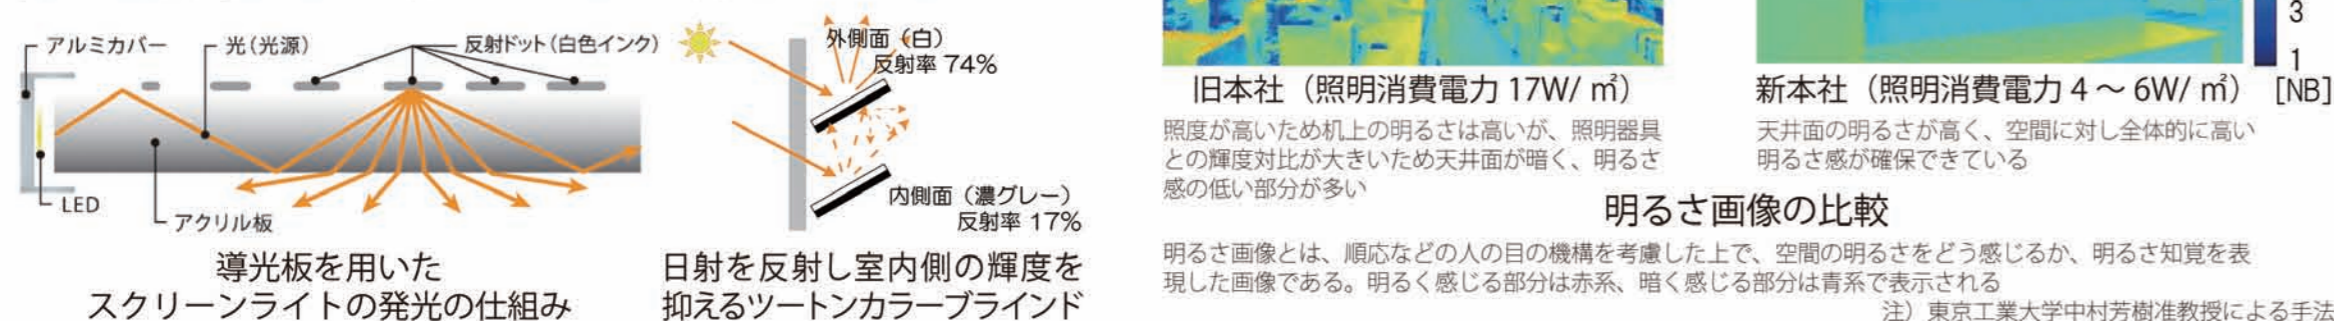 アルミカバー
光(光源)
反射ドット(白色インク)
LED
アクリル板
導光板を用いた
スクリーンライトの発光の仕組み
外側面（白）
反射率 74%
内側面（濃グレー）
反射率 17%
日射を反射し室内側の輝度を
抑えるツートンカラーブラインド
旧本社（照明消費電力 17W/ ㎡）
照度が高いため机上の明るさは高いが、照明器具
との輝度対比が大きいため天井面が暗く、明るさ
感の低い部分が多い
3
1
[NB]
新本社（照明消費電力 4 ～ 6W/ ㎡）
天井面の明るさが高く、空間に対し全体的に高い
明るさ感が確保できている
明るさ画像の比較
明るさ画像とは、順応などの人の目の機構を考慮した上で、空間の明るさをどう感じるか、明るさ知覚を表
現した画像である。明るく感じる部分は赤系、暗く感じる部分は青系で表示される
注）東京工業大学中村芳樹准教授による手法